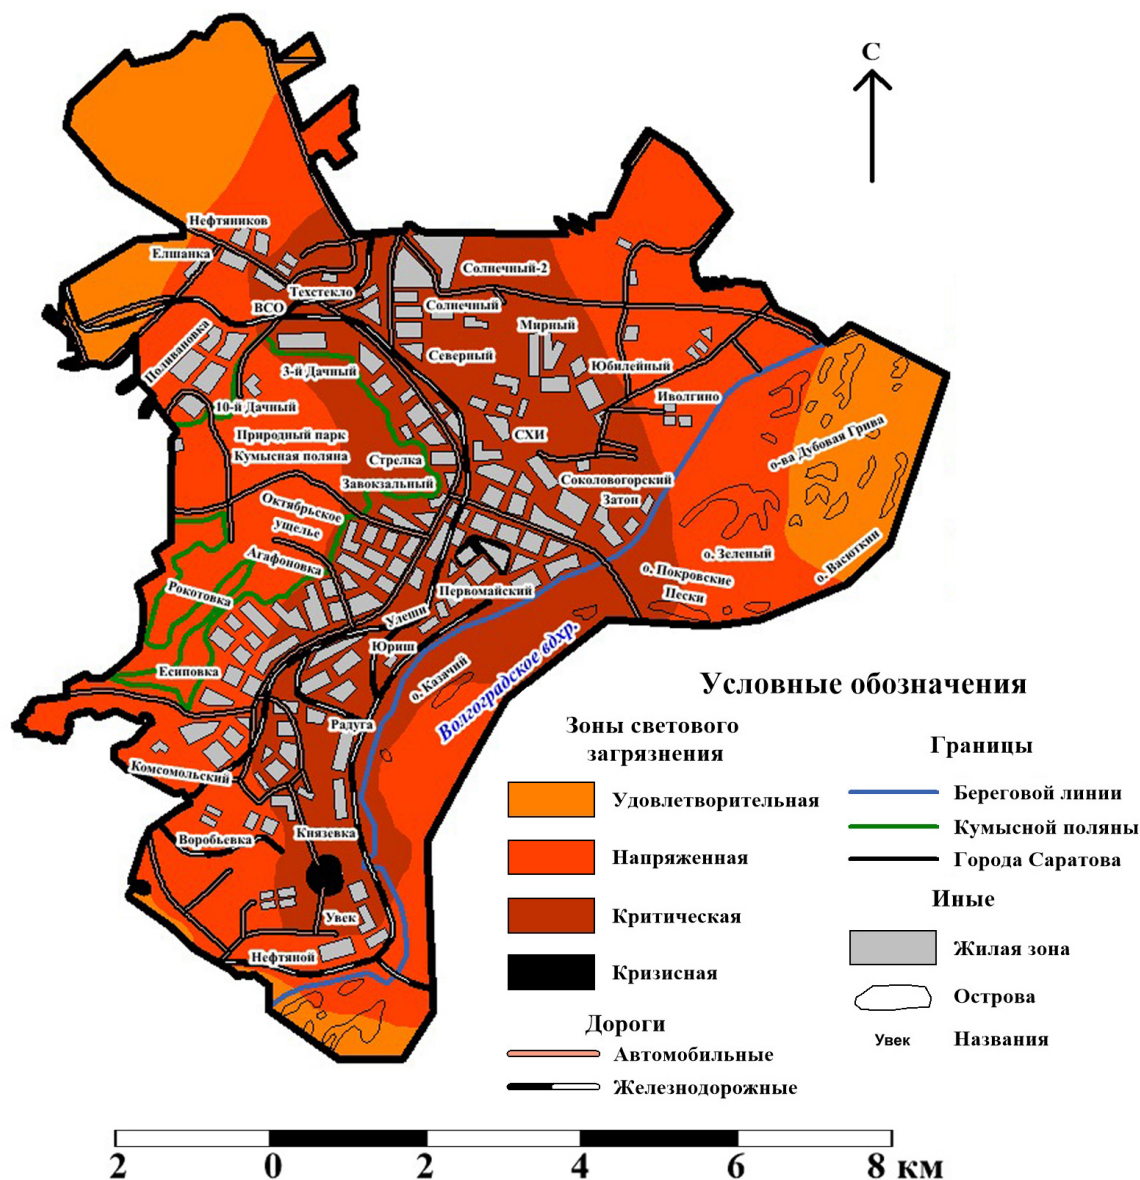 С
Нефтяников
Елшанка
Солнечный-2
Техстекло
ВСО
Солнечный
Мирный
Поливановка
Северный
3-й Дачный
Юбилейный
Иволгино
10-й Дачный
Природный парк
Кумысная поляна
СХИ
о-ва Дубовая Грива
Стрелка
Завокзальный
Соколовогорский
Затон
Октябрьское
ущелье
Агафоновка
о. Зеленый
о. Васюткин
о. Покровские
Пески
Рокотовка
Первомайский
Улеши
Юриш
Есиповка
о. Казачий
Волгоградское вдхр.
Радуга
Комсомольский
Воробьевка
Князевка
Увек
Нефтяной
Условные обозначения
Зоны светового
загрязнения
Удовлетворительная
Напряженная
Критическая
Кризисная
Дороги
Автомобильные
Железнодорожные
Границы
Береговой линии
Кумысной поляны
Города Саратова
Иные
Жилая зона
Острова
Увек Названия
2 0 2 4 6 8 км